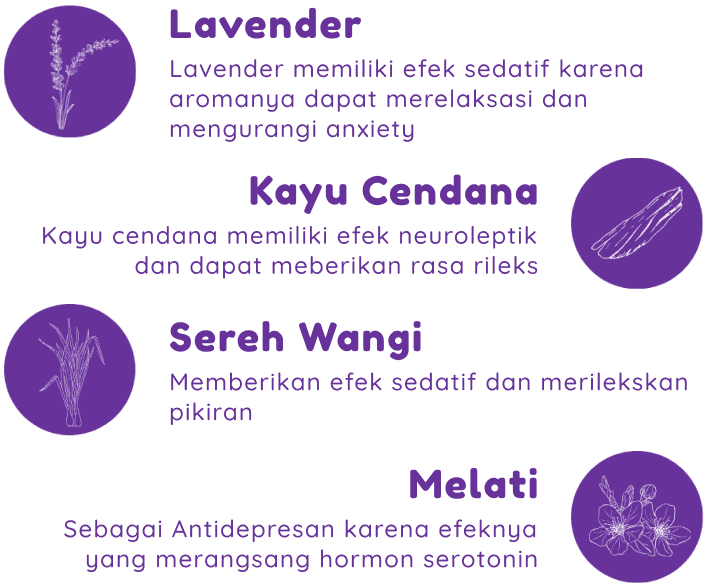 Lavender
Lavender memiliki efek sedatif karena
aromanya dapat merelaksasi dan
mengurangi anxiety
Kayu Cendana
Kayu cendana memiliki efek neuroleptik
dan dapat meberikan rasa rileks
Sereh Wangi
Memberikan efek sedatif dan merilekskan
pikiran
Melati
Sebagai Antidepresan karena efeknya
yang merangsang hormon serotonin